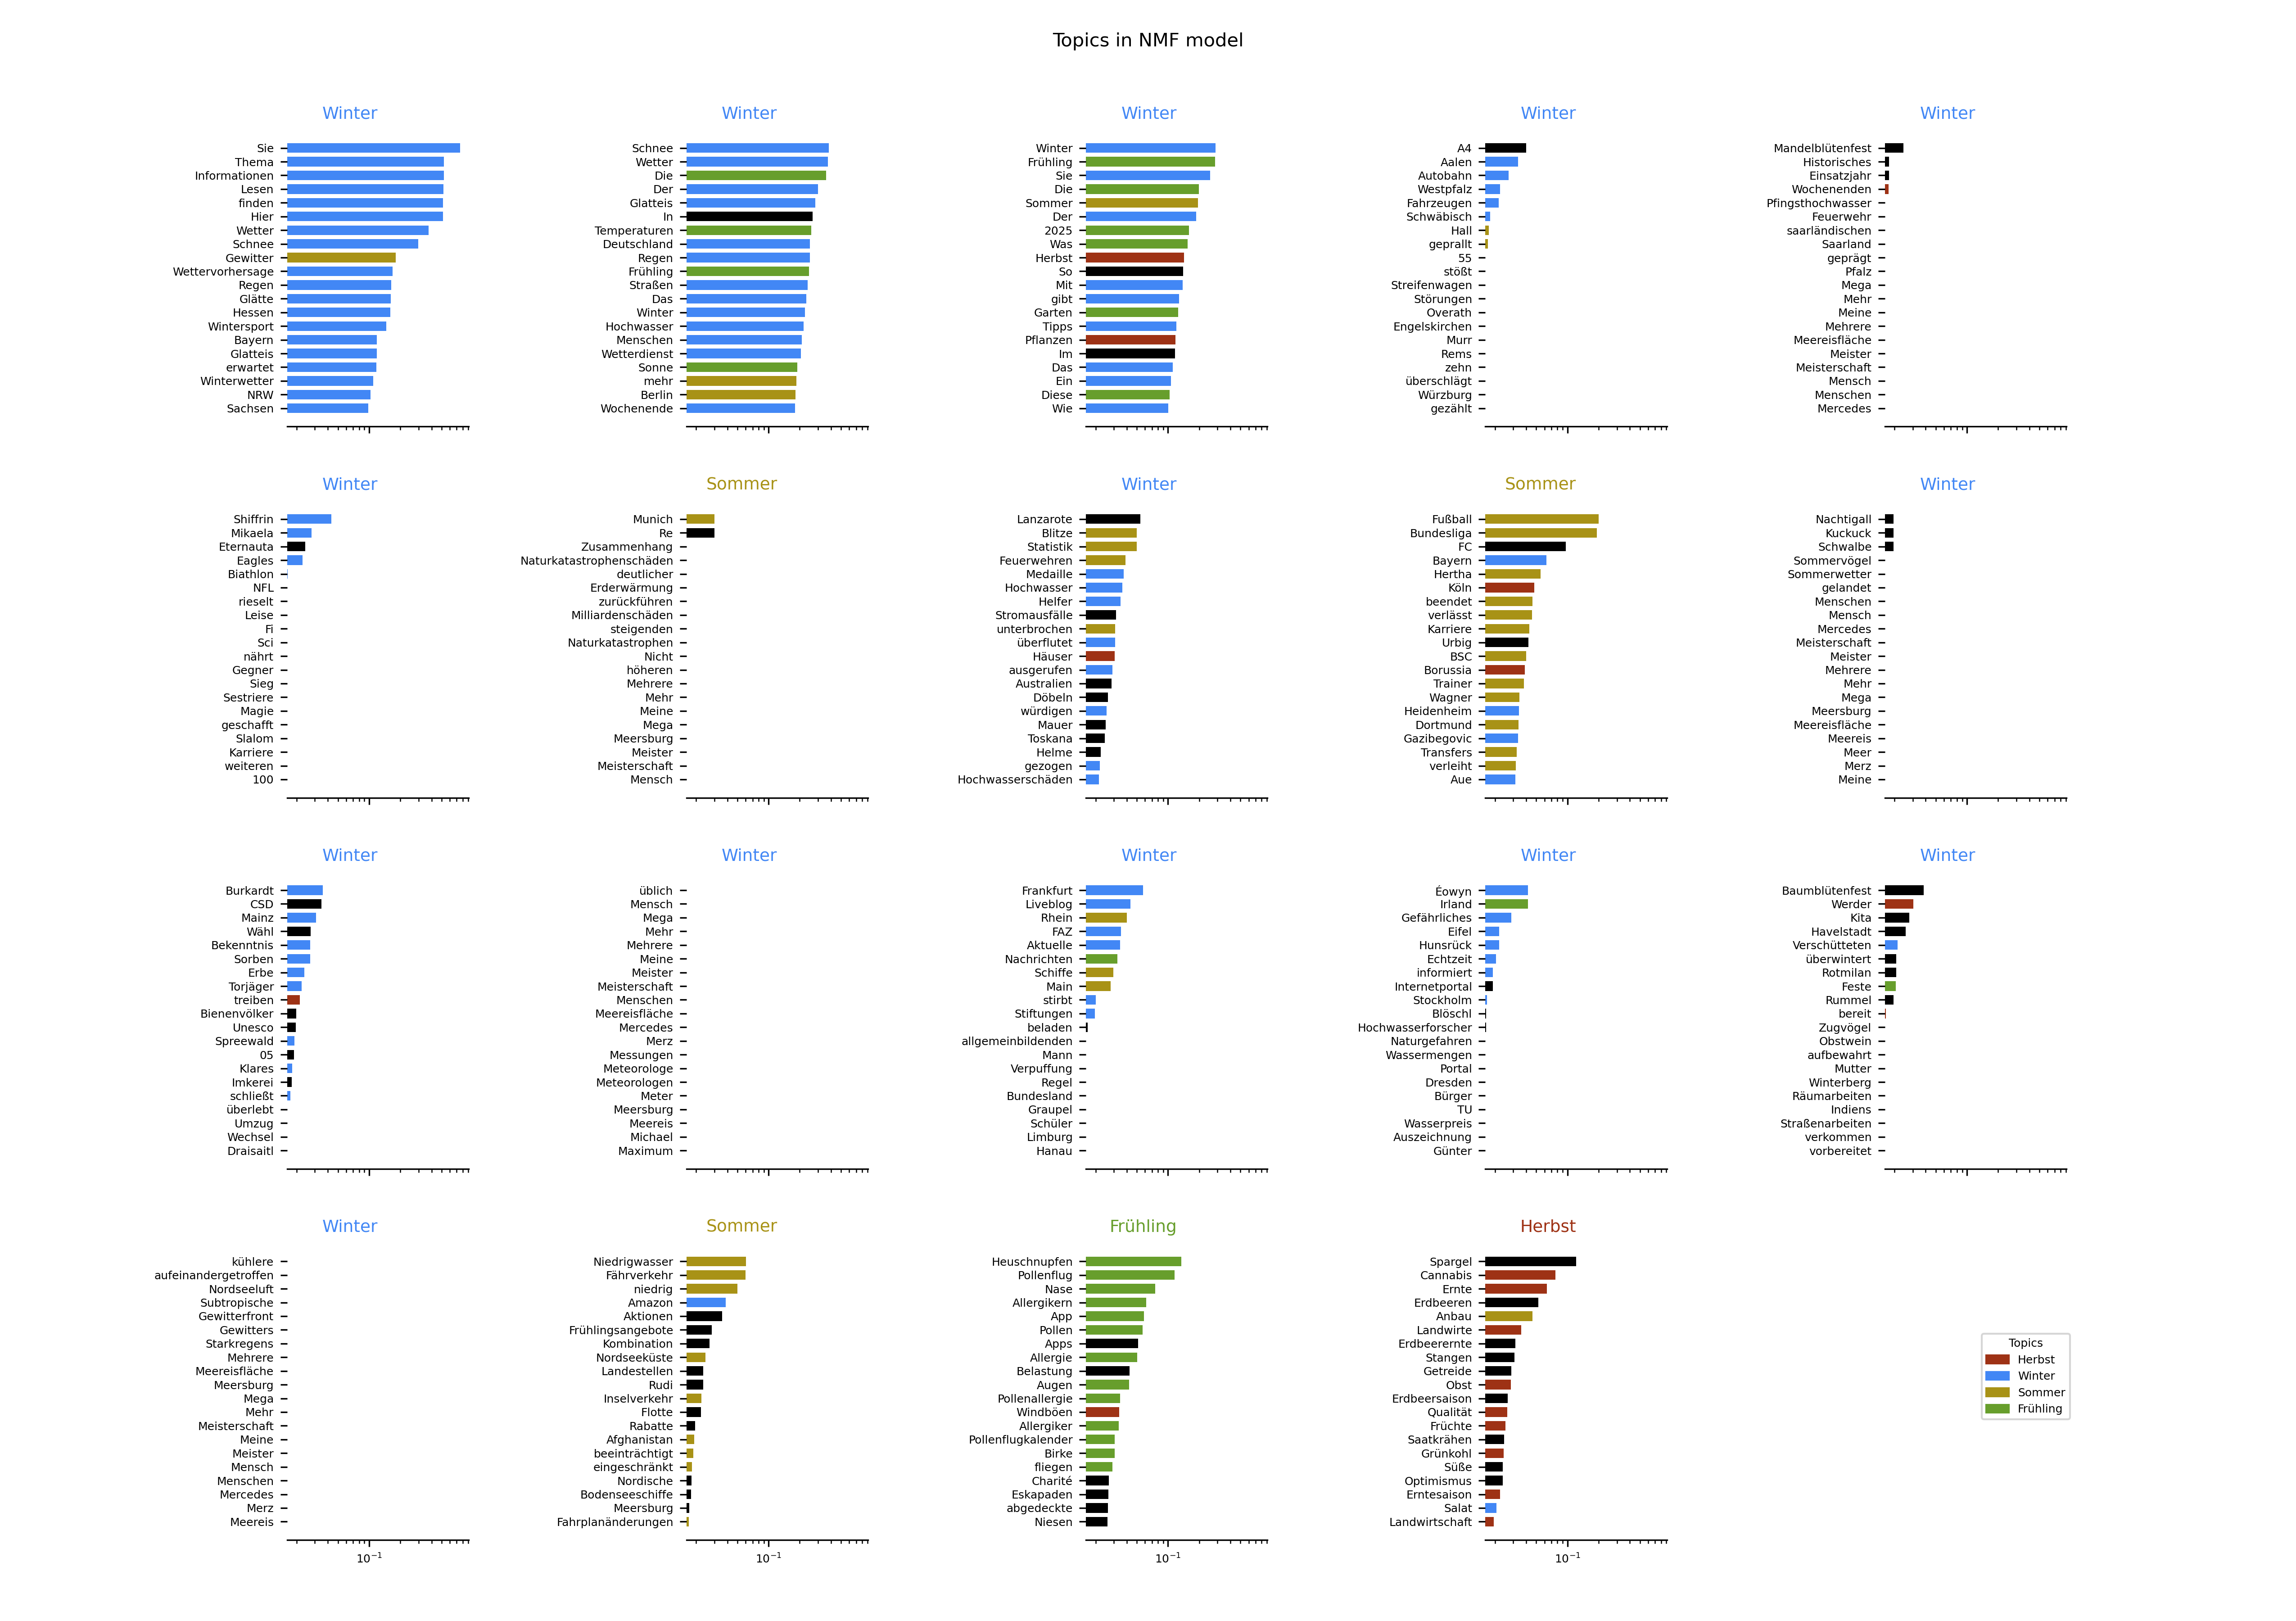 Topics in NMF model
Winter
Sie
Thema
Informationen
Lesen
finden
Hier
Wetter
Schnee
Gewitter
Wettervorhersage
Regen
Glätte
Hessen
Wintersport
Bayern
Glatteis
erwartet
Winterwetter
NRW
Sachsen
Winter
Schnee
Wetter
Die
Der
Glatteis
In
Temperaturen
Deutschland
Regen
Frühling
Straßen
Das
Winter
Hochwasser
Menschen
Wetterdienst
Sonne
mehr
Berlin
Wochenende
Winter
Winter
Frühling
Sie
Die
Sommer
Der
2025
Was
Herbst
So
Mit
gibt
Garten
Tipps
Pflanzen
Im
Das
Ein
Diese
Wie
Winter
A4
Aalen
Autobahn
Westpfalz
Fahrzeugen
Schwäbisch
Hall
geprallt
55
stößt
Streifenwagen
Störungen
Overath
Engelskirchen
Murr
Rems
zehn
überschlägt
Würzburg
gezählt
Winter
Mandelblütenfest
Historisches
Einsatzjahr
Wochenenden
Pfingsthochwasser
Feuerwehr
saarländischen
Saarland
geprägt
Pfalz
Mega
Mehr
Meine
Mehrere
Meereisfläche
Meister
Meisterschaft
Mensch
Menschen
Mercedes
Winter
Shiffrin
Mikaela
Eternauta
Eagles
Biathlon
NFL
rieselt
Leise
Fi
Sci
nährt
Gegner
Sieg
Sestriere
Magie
geschafft
Slalom
Karriere
weiteren
100
Sommer
Munich
Re
Zusammenhang
Naturkatastrophenschäden
deutlicher
Erderwärmung
zurückführen
Milliardenschäden
steigenden
Naturkatastrophen
Nicht
höheren
Mehrere
Mehr
Meine
Mega
Meersburg
Meister
Meisterschaft
Mensch
Winter
Lanzarote
Blitze
Statistik
Feuerwehren
Medaille
Hochwasser
Helfer
Stromausfälle
unterbrochen
überflutet
Häuser
ausgerufen
Australien
Döbeln
würdigen
Mauer
Toskana
Helme
gezogen
Hochwasserschäden
Sommer
Fußball
Bundesliga
FC
Bayern
Hertha
Köln
beendet
verlässt
Karriere
Urbig
BSC
Borussia
Trainer
Wagner
Heidenheim
Dortmund
Gazibegovic
Transfers
verleiht
Aue
Winter
Nachtigall
Kuckuck
Schwalbe
Sommervögel
Sommerwetter
gelandet
Menschen
Mensch
Mercedes
Meisterschaft
Meister
Mehrere
Mehr
Mega
Meersburg
Meereisfläche
Meereis
Meer
Merz
Meine
Winter
Burkardt
CSD
Mainz
Wähl
Bekenntnis
Sorben
Erbe
Torjäger
treiben
Bienenvölker
Unesco
Spreewald
05
Klares
Imkerei
schließt
überlebt
Umzug
Wechsel
Draisaitl
Winter
üblich
Mensch
Mega
Mehr
Mehrere
Meine
Meister
Meisterschaft
Menschen
Meereisfläche
Mercedes
Merz
Messungen
Meteorologe
Meteorologen
Meter
Meersburg
Meereis
Michael
Maximum
Winter
Frankfurt
Liveblog
Rhein
FAZ
Aktuelle
Nachrichten
Schiffe
Main
stirbt
Stiftungen
beladen
allgemeinbildenden
Mann
Verpuffung
Regel
Bundesland
Graupel
Schüler
Limburg
Hanau
Winter
Éowyn
Irland
Gefährliches
Eifel
Hunsrück
Echtzeit
informiert
Internetportal
Stockholm
Blöschl
Hochwasserforscher
Naturgefahren
Wassermengen
Portal
Dresden
Bürger
TU
Wasserpreis
Auszeichnung
Günter
Winter
Baumblütenfest
Werder
Kita
Havelstadt
Verschütteten
überwintert
Rotmilan
Feste
Rummel
bereit
Zugvögel
Obstwein
aufbewahrt
Mutter
Winterberg
Räumarbeiten
Indiens
Straßenarbeiten
verkommen
vorbereitet
Winter
kühlere
aufeinandergetroffen
Nordseeluft
Subtropische
Gewitterfront
Gewitters
Starkregens
Mehrere
Meereisfläche
Meersburg
Mega
Mehr
Meisterschaft
Meine
Meister
Mensch
Menschen
Mercedes
Merz
Meereis
10⁻¹
Sommer
Niedrigwasser
Fährverkehr
niedrig
Amazon
Aktionen
Frühlingsangebote
Kombination
Nordseeküste
Landestellen
Rudi
Inselverkehr
Flotte
Rabatte
Afghanistan
beeinträchtigt
eingeschränkt
Nordische
Bodenseeschiffe
Meersburg
Fahrplanänderungen
10⁻¹
Frühling
Heuschnupfen
Pollenflug
Nase
Allergikern
App
Pollen
Apps
Allergie
Belastung
Augen
Pollenallergie
Windböen
Allergiker
Pollenflugkalender
Birke
fliegen
Charité
Eskapaden
abgedeckte
Niesen
10⁻¹
Herbst
Spargel
Cannabis
Ernte
Erdbeeren
Anbau
Landwirte
Erdbeerernte
Stangen
Getreide
Obst
Erdbeersaison
Qualität
Früchte
Saatkrähen
Grünkohl
Süße
Optimismus
Erntesaison
Salat
Landwirtschaft
10⁻¹
Topics
Herbst
Winter
Sommer
Frühling